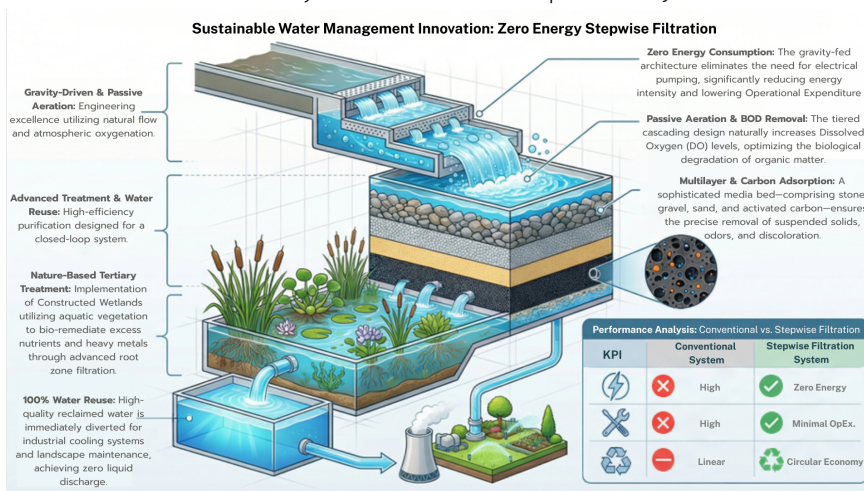 Sustainable Water Management Innovation: Zero Energy Stepwise Filtration
Gravity-Driven & Passive
Aeration: Engineering
excellence utilizing natural flow
and atmospheric oxygenation.
Advanced Treatment & Water
Reuse: High-efficiency
purification designed for a
closed-loop system.
Nature-Based Tertiary
Treatment: Implementation
of Constructed Wetlands
utilizing aquatic vegetation
to bio-remediate excess
nutrients and heavy metals
through advanced root
zone filtration.
100% Water Reuse: High-
quality reclaimed water is
immediately diverted for
industrial cooling systems
and landscape maintenance,
achieving zero liquid
discharge.
Zero Energy Consumption: The gravity-fed
architecture eliminates the need for electrical
pumping, significantly reducing energy
intensity and lowering Operational Expenditure
Passive Aeration & BOD Removal: The tiered
cascading design naturally increases Dissolved
Oxygen (DO) levels, optimizing the biological
degradation of organic matter.
Multilayer & Carbon Adsorption: A
sophisticated media bed—comprising stone
gravel, sand, and activated carbon—ensures
the precise removal of suspended solids,
odors, and discoloration.
Performance Analysis: Conventional vs. Stepwise Filtration
KPI
Conventional
System
Stepwise Filtration
System
High
Zero Energy
High
Minimal OpEx.
Linear
Circular Economy